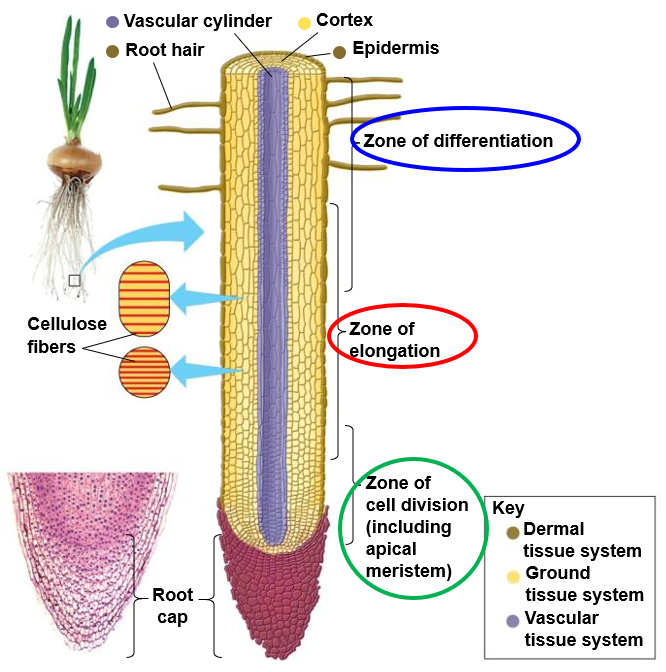 Vascular cylinder
Cortex
Root hair
Epidermis
Zone of differentiation
Cellulose
fibers
Zone of
elongation
Zone of
cell division
(including
apical
meristem)
Root
cap
Key
Dermal
tissue system
Ground
tissue system
Vascular
tissue system